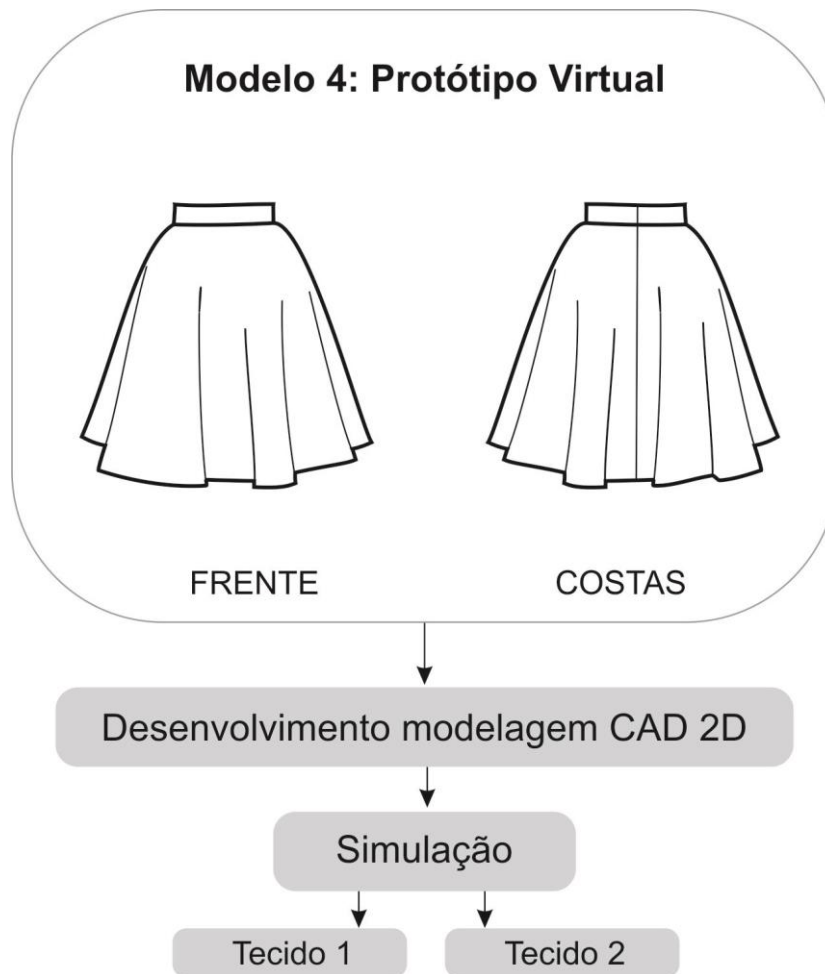 Modelo 4: Protótipo Virtual
FRENTE
COSTAS
Desenvolvimento modelagem CAD 2D
Simulação
Tecido 1
Tecido 2